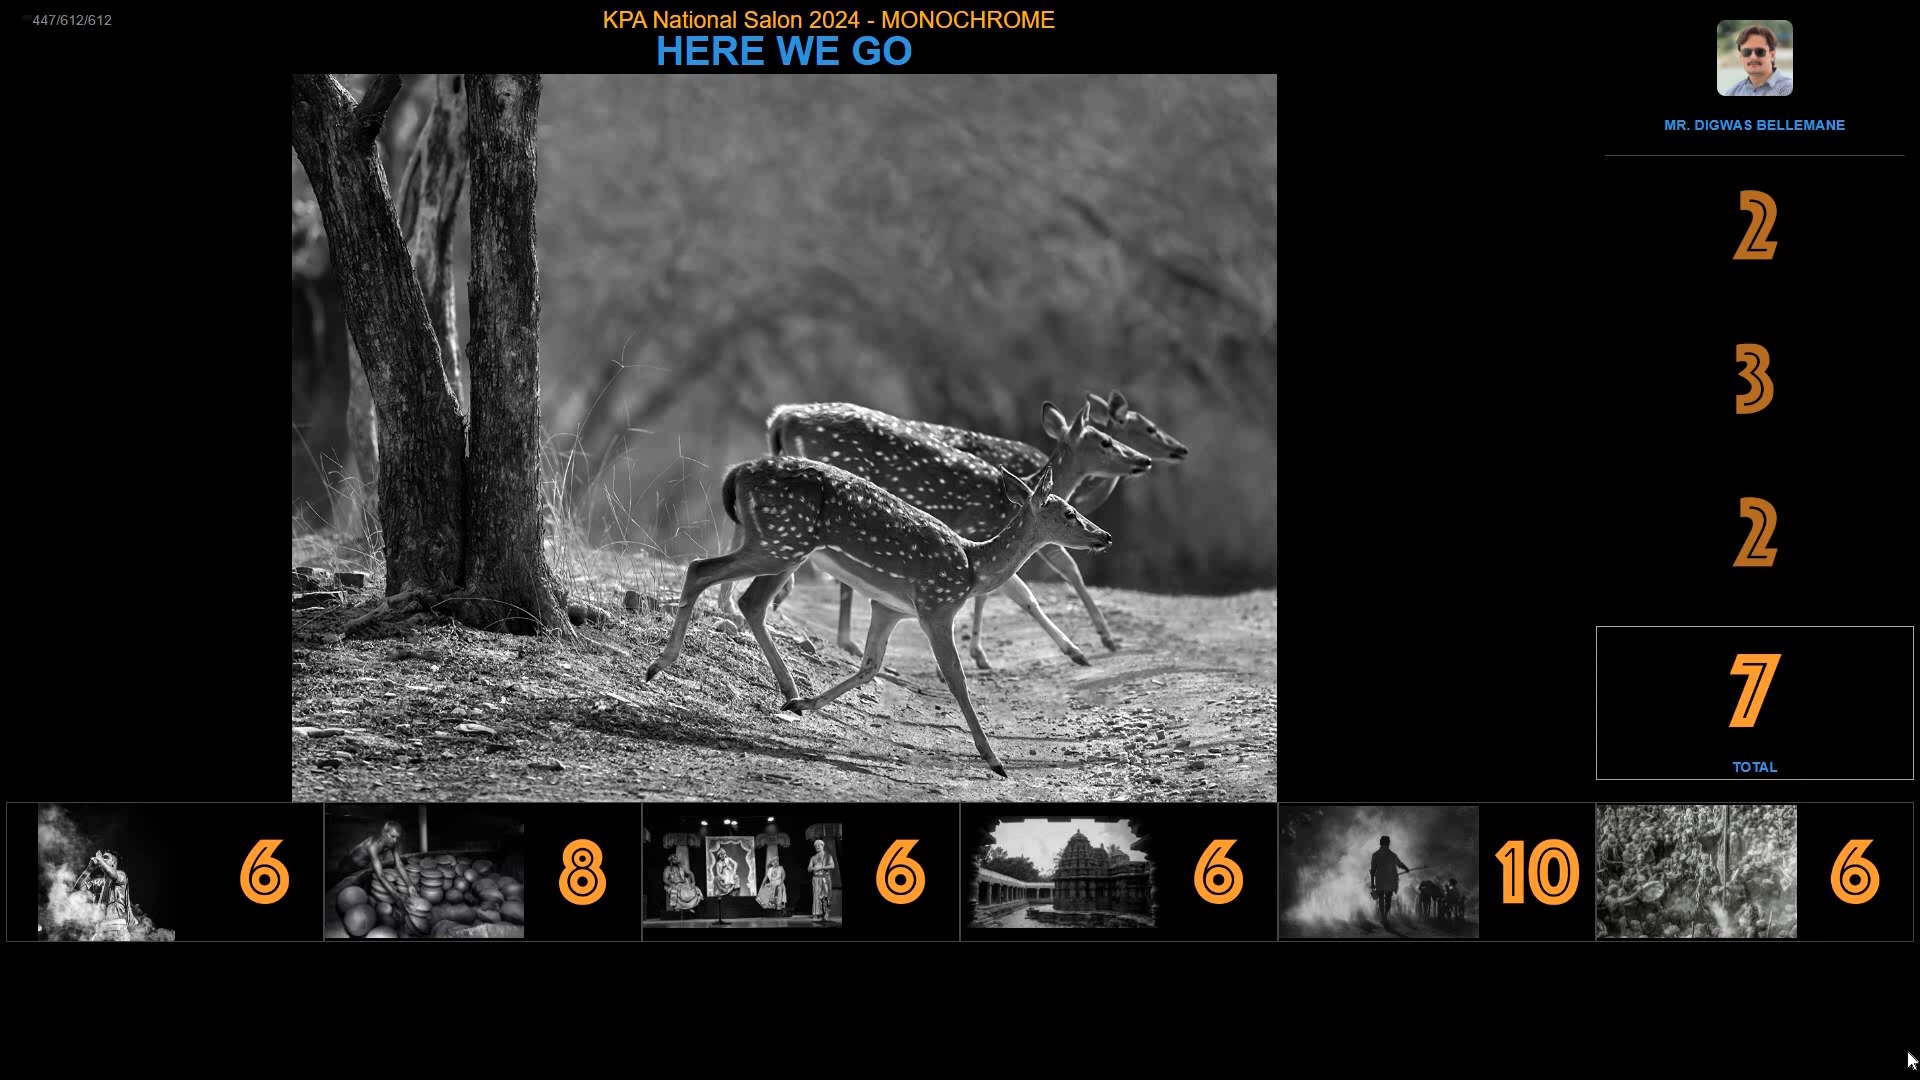 447/612/612
KPA National Salon 2024 - MONOCHROME
HERE WE GO
MR. DIGWAS BELLEMANE
2
3
2
7
TOTAL
6
8
6
6
10
6